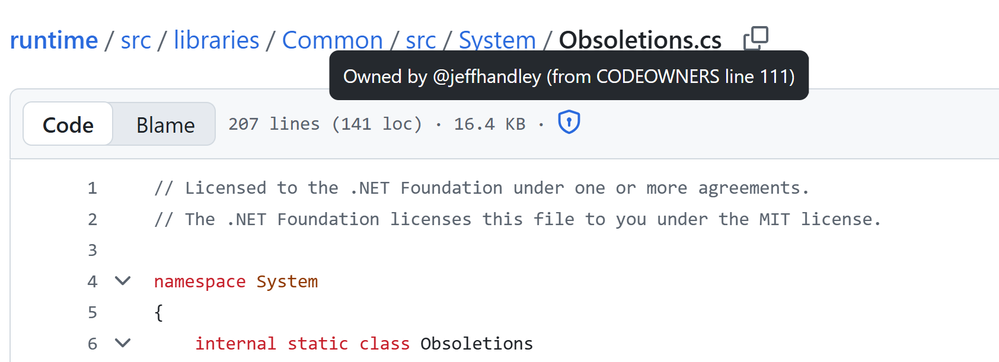 runtime / src / libraries / Common / src / System / Obsoletions.cs
Owned by @jeffhandley (from CODEOWNERS line 111)
Code Blame 207 lines (141 loc) · 16.4 KB ·
1 // Licensed to the .NET Foundation under one or more agreements.
2 // The .NET Foundation licenses this file to you under the MIT license.
3
4 namespace System
5 {
6 internal static class Obsoletions